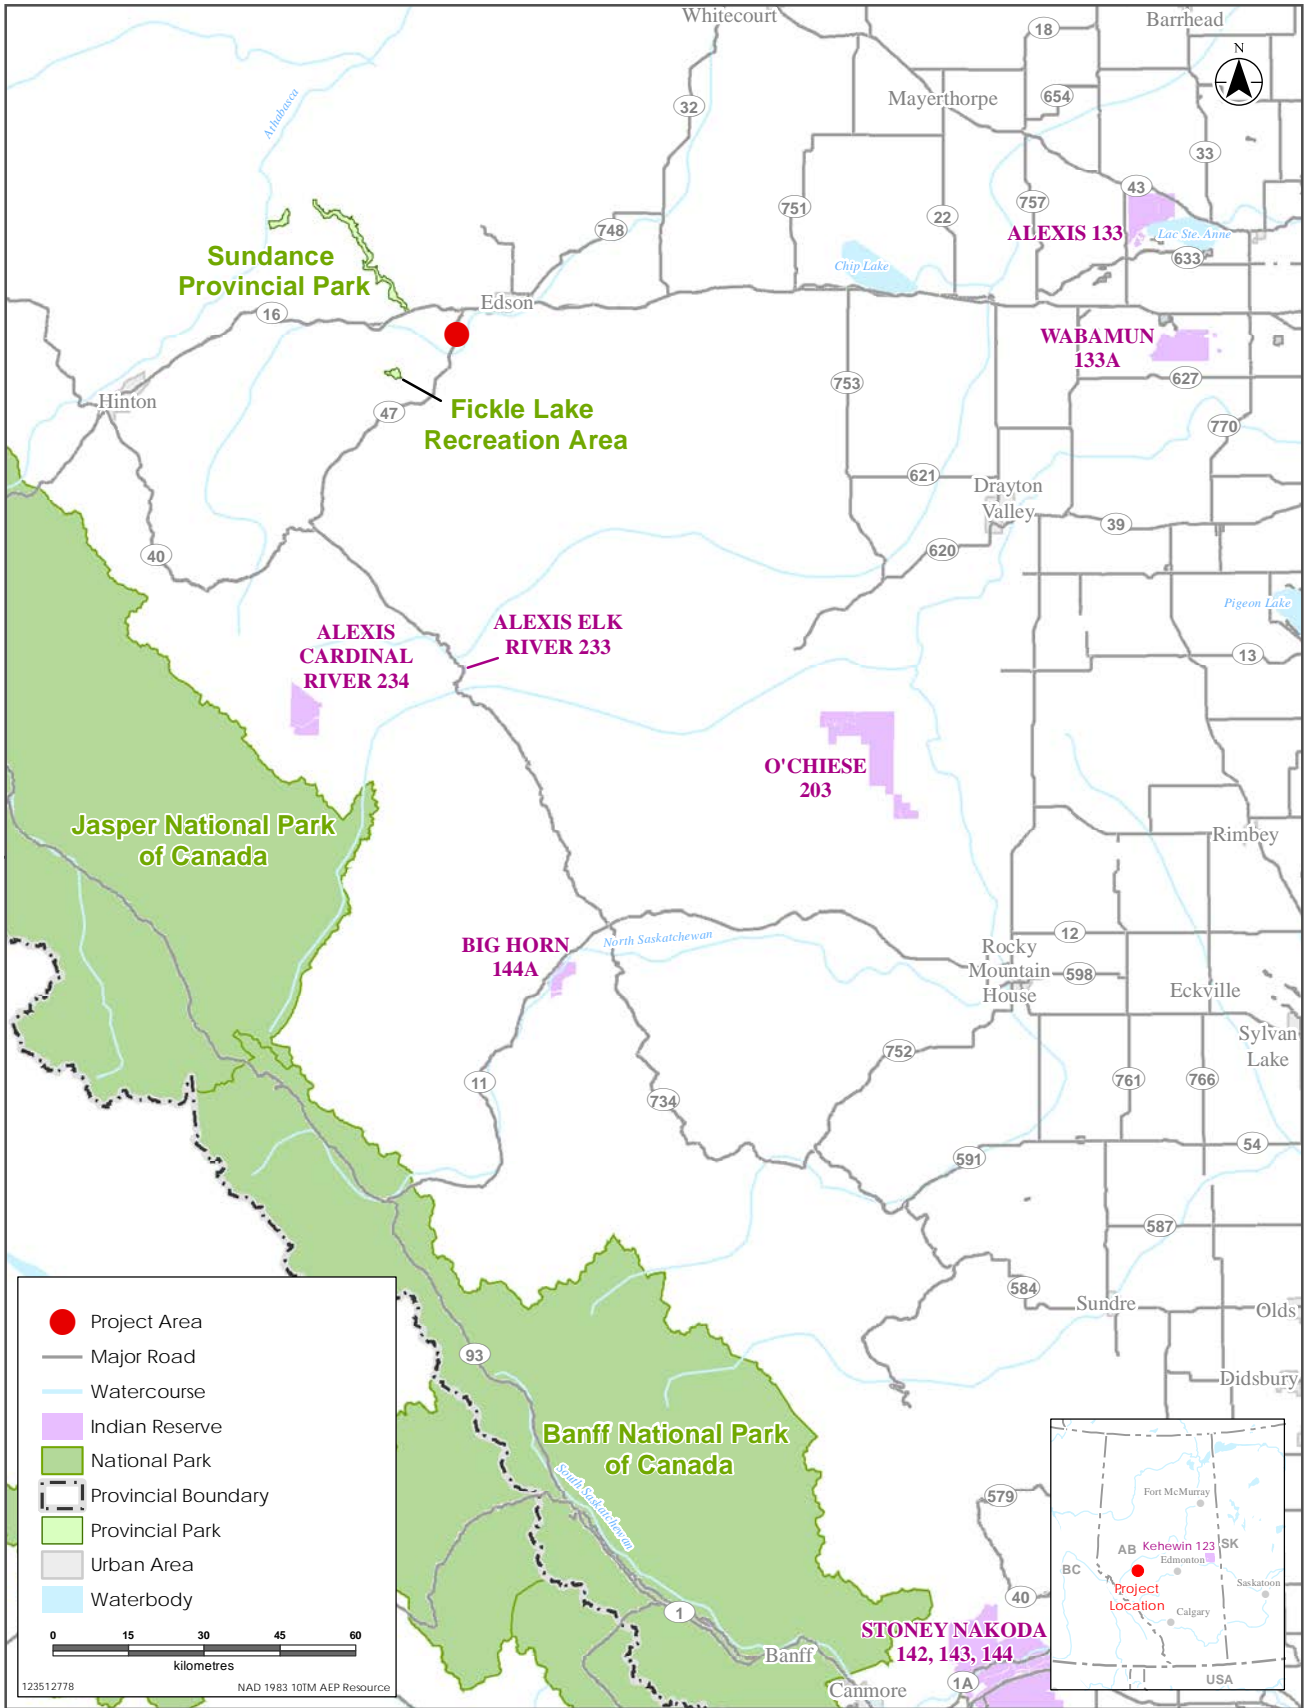 Whitecourt
Barrhead
18
N
Mayerthorpe
654
32
Athabasca
33
43
751
22
757
748
ALEXIS 133
Lac Ste. Anne
633
Sundance
Provincial Park
Chip Lake
Edson
16
WABAMUN
133A
627
753
Hinton
47
Fickle Lake
Recreation Area
770
621
Drayton
Valley
39
620
40
Pigeon Lake
ALEXIS
CARDINAL
RIVER 234
ALEXIS ELK
RIVER 233
13
O'CHIESE
203
Jasper National Park
of Canada
Rimbey
BIG HORN
144A
North Saskatchewan
12
Rocky
Mountain
House
598
Eckville
Sylvan
Lake
752
11
761
766
734
54
591
587
584
Sundre
Olds
93
Didsbury
Banff National Park
of Canada
South Saskatchewan
579
40
1
STONEY NAKODA
142, 143, 144
Banff
1A
Canmore
Project Area
Major Road
Watercourse
Indian Reserve
National Park
Provincial Boundary
Provincial Park
Urban Area
Waterbody
0 15 30 45 60
kilometres
123512778
NAD 1983 10TM AEP Resource
Fort McMurray
AB
Kehewin 123
SK
Edmonton
BC
Project
Location
Saskatoon
Calgary
USA